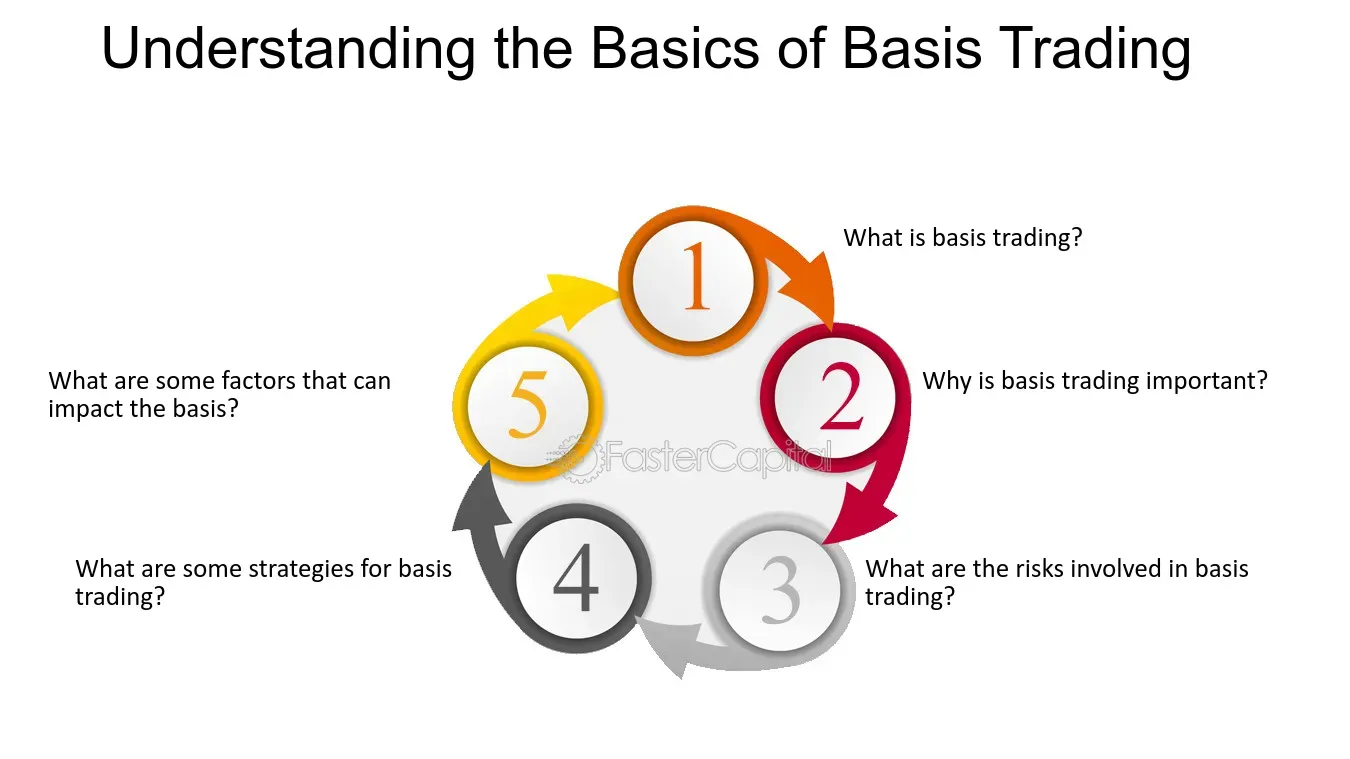 Understanding the Basics of Basis Trading
1
What is basis trading?
2
Why is basis trading important?
3
What are the risks involved in basis
trading?
4
What are some strategies for basis
trading?
5
What are some factors that can
impact the basis?
FasterCapital